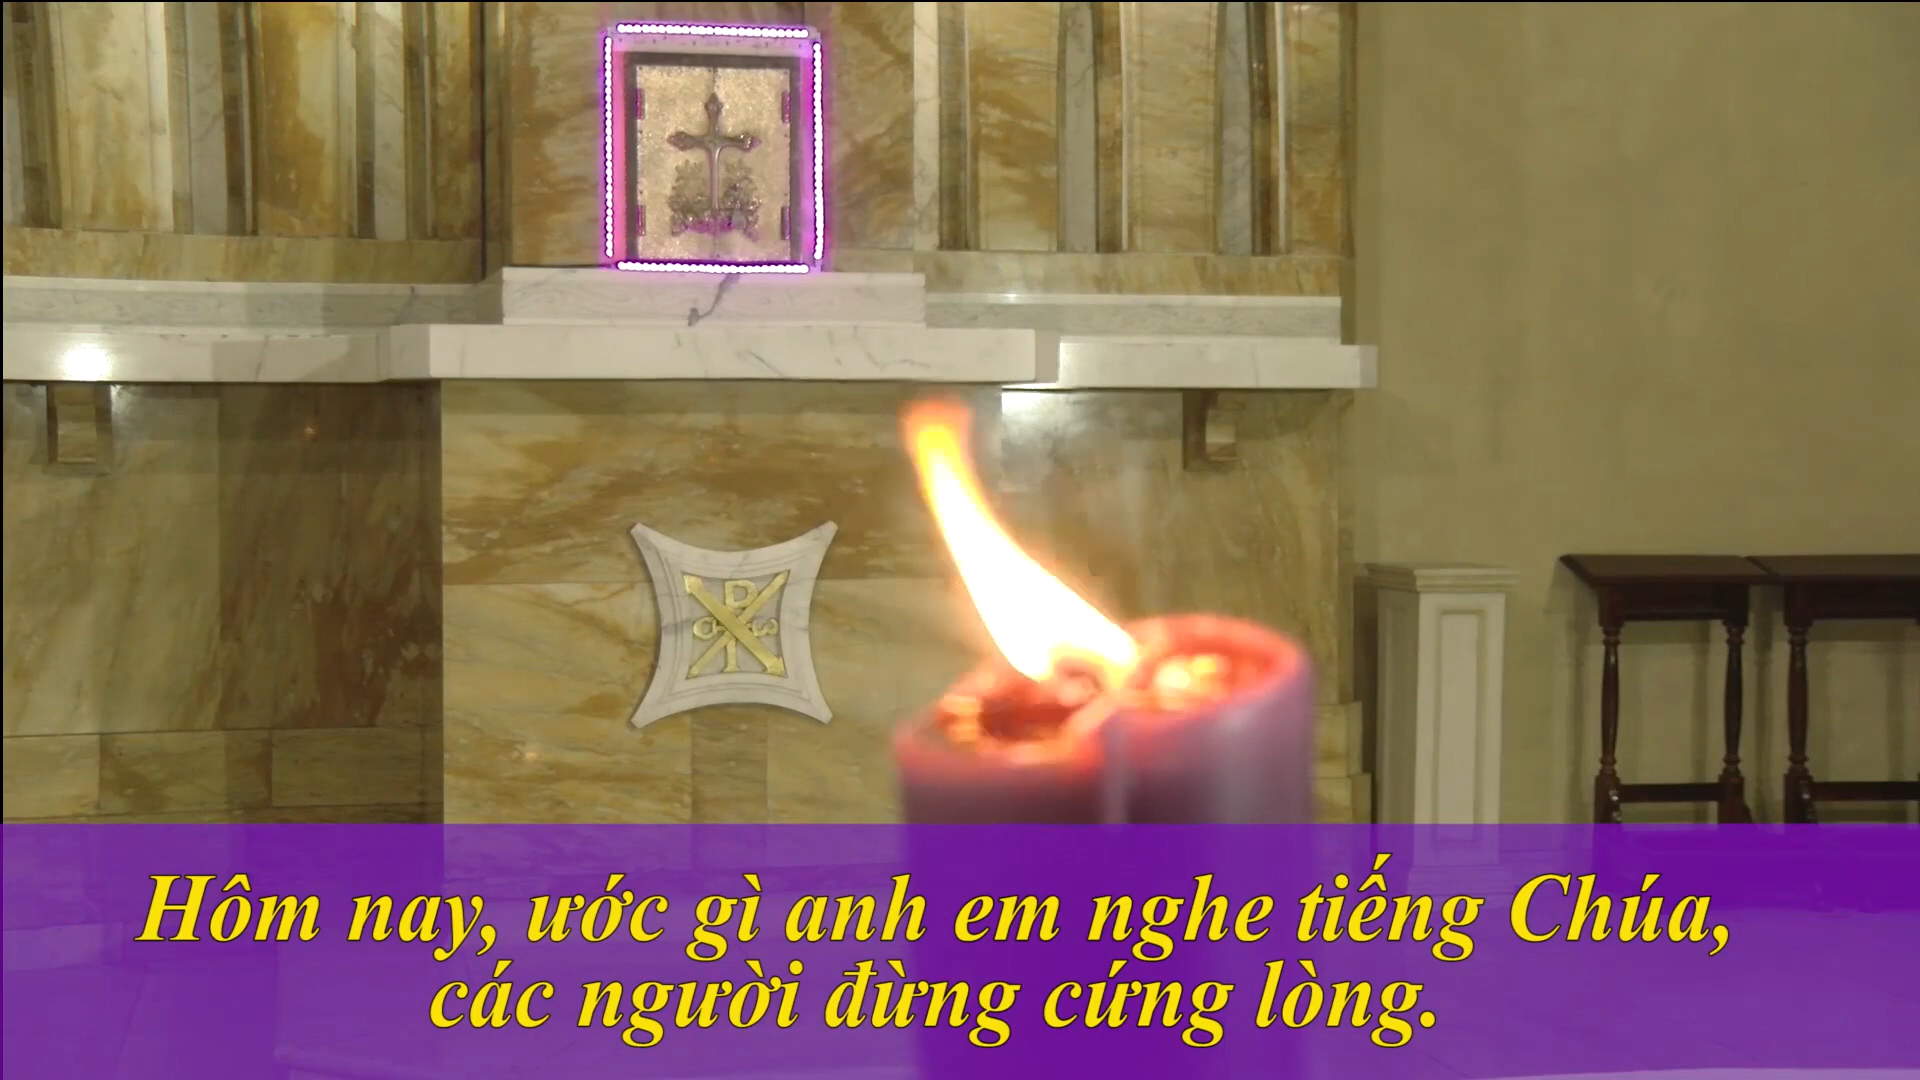 Hôm nay, ước gì anh em nghe tiếng Chúa,
các người đừng cứng lòng.